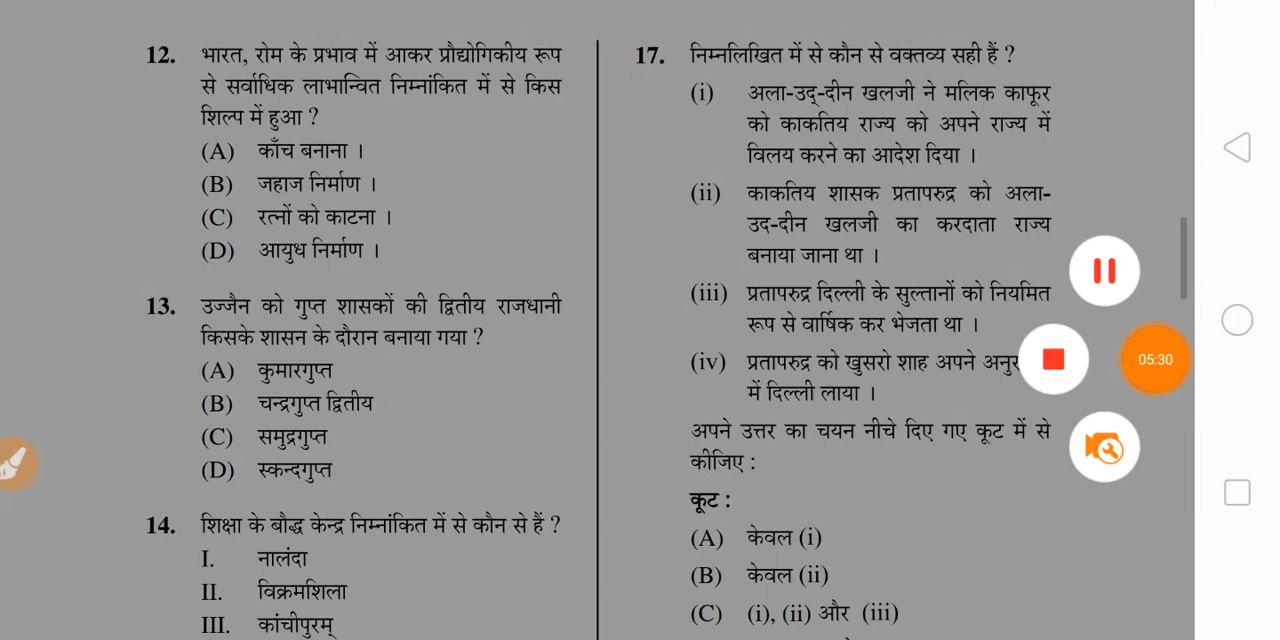 12. भारत, रोम के प्रभाव में आकर प्रौद्योगिकीय रूप
से सर्वाधिक लाभान्वित निम्नांकित में से किस
शिल्प में हुआ ?
(A) काँच बनाना ।
(B) जहाज निर्माण ।
(C) रत्नों को काटना ।
(D) आयुध निर्माण ।
13. उज्जैन को गुप्त शासकों की द्वितीय राजधानी
किसके शासन के दौरान बनाया गया ?
(A) कुमारगुप्त
(B) चन्द्रगुप्त द्वितीय
(C) समुद्रगुप्त
(D) स्कन्दगुप्त
14. शिक्षा के बौद्ध केन्द्र निम्नांकित में से कौन से हैं ?
I. नालंदा
II. विक्रमशिला
III. कांचीपुरम्
17. निम्नलिखित में से कौन से वक्तव्य सही हैं ?
(i) अला-उद्-दीन खलजी ने मलिक काफूर
को काकतिय राज्य को अपने राज्य में
विलय करने का आदेश दिया ।
(ii) काकतिय शासक प्रतापरुद्र को अला-
उद-दीन खलजी का करदाता राज्य
बनाया जाना था ।
(iii) प्रतापरुद्र दिल्ली के सुल्तानों को नियमित
रूप से वार्षिक कर भेजता था ।
(iv) प्रतापरुद्र को खुसरो शाह अपने
में दिल्ली लाया ।
अपने उत्तर का चयन नीचे दिए गए कूट में से
कीजिए :
कूट :
(A) केवल (i)
(B) केवल (ii)
(C) (i), (ii) और (iii)
05:30